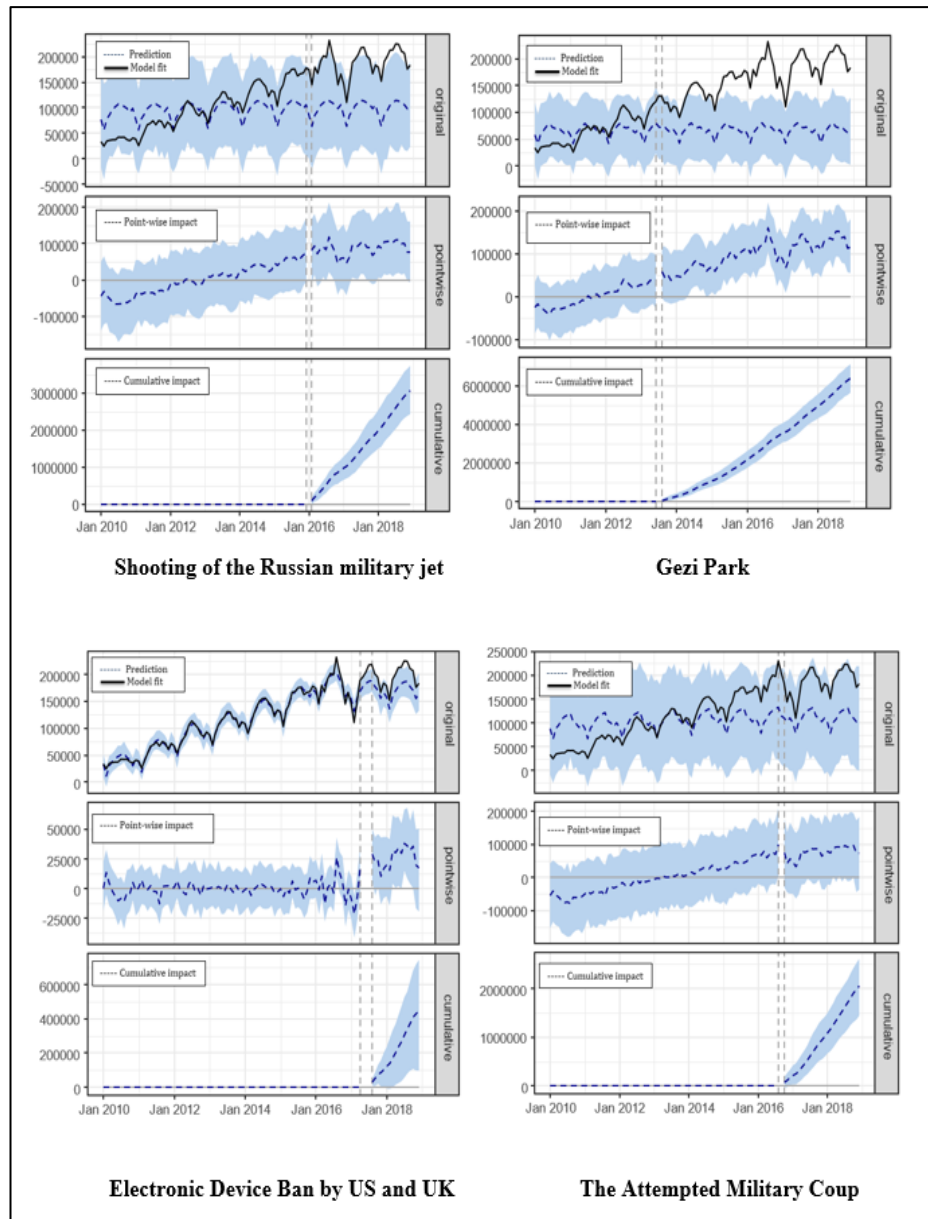 Prediction
Model fit
200000
150000
100000
50000
0
-50000
original
Point-wise impact
200000
100000
0
-100000
pointwise
Cumulative impact
3000000
2000000
1000000
0
cumulative
Jan 2010 Jan 2012 Jan 2014 Jan 2016 Jan 2018
Shooting of the Russian military jet
Prediction
Model fit
200000
150000
100000
50000
0
original
Point-wise impact
200000
100000
0
-100000
pointwise
Cumulative impact
6000000
4000000
2000000
0
cumulative
Jan 2010 Jan 2012 Jan 2014 Jan 2016 Jan 2018
Gezi Park
Prediction
Model fit
200000
150000
100000
50000
0
original
Point-wise impact
50000
25000
0
-25000
pointwise
Cumulative impact
600000
400000
200000
0
cumulative
Jan 2010 Jan 2012 Jan 2014 Jan 2016 Jan 2018
Electronic Device Ban by US and UK
Prediction
Model fit
250000
200000
150000
100000
50000
0
original
Point-wise impact
200000
100000
0
-100000
pointwise
Cumulative impact
2000000
1000000
0
cumulative
Jan 2010 Jan 2012 Jan 2014 Jan 2016 Jan 2018
The Attempted Military Coup